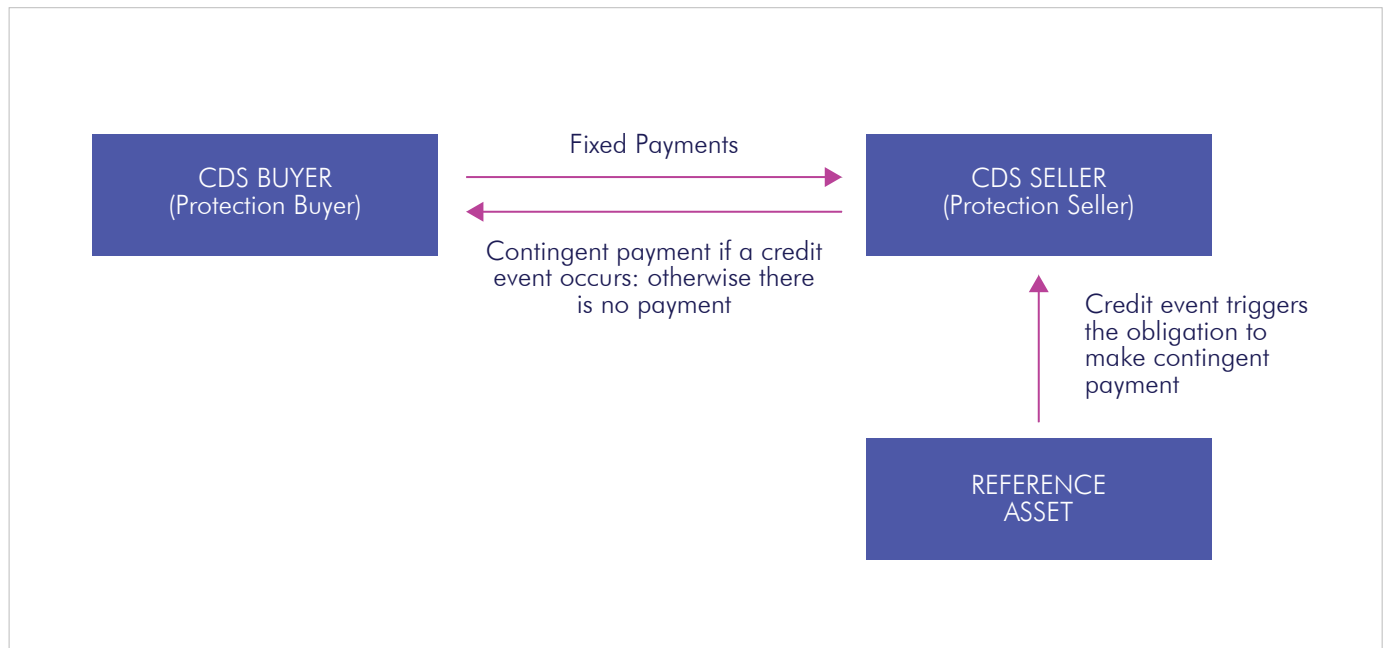 Fixed Payments
CDS BUYER
(Protection Buyer)
CDS SELLER
(Protection Seller)
Contingent payment if a credit
event occurs: otherwise there
is no payment
Credit event triggers
the obligation to
make contingent
payment
REFERENCE
ASSET